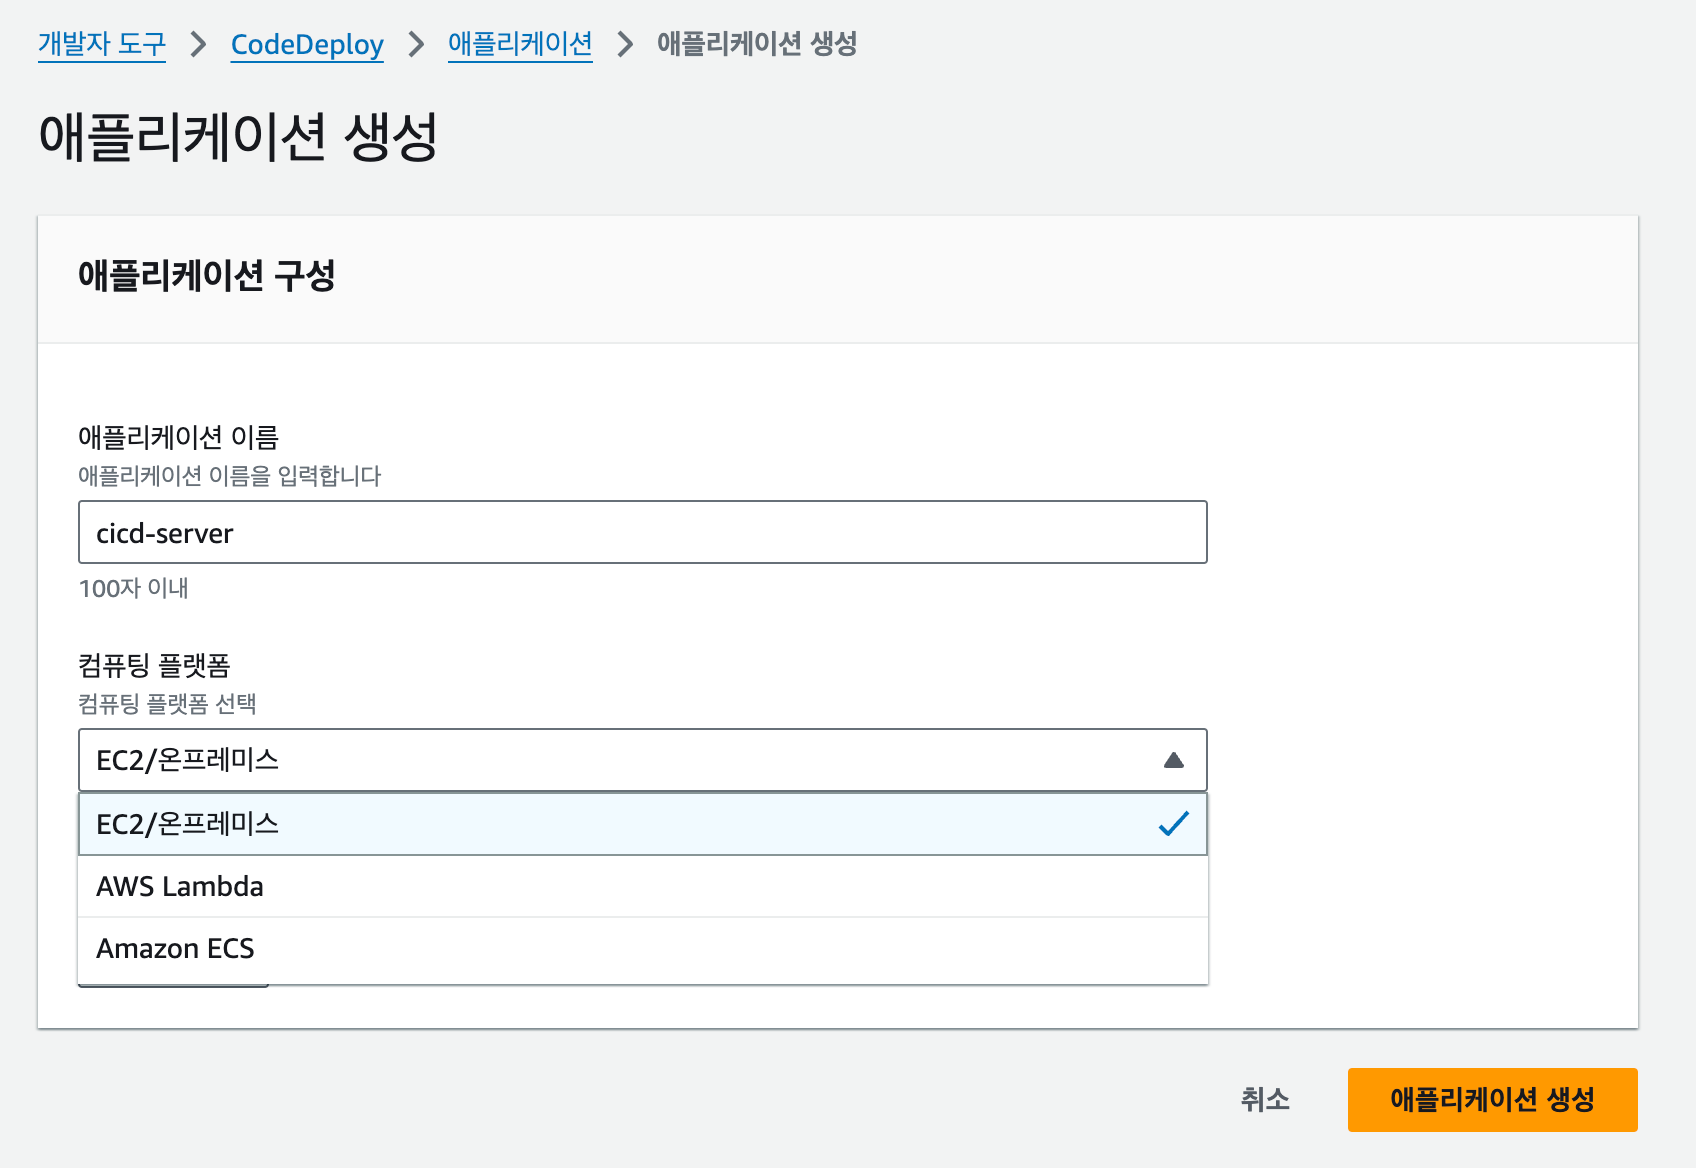 개발자 도구 > CodeDeploy > 애플리케이션 > 애플리케이션 생성
애플리케이션 생성
애플리케이션 구성
애플리케이션 이름
애플리케이션 이름을 입력합니다
cicd-server
100자 이내
컴퓨팅 플랫폼
컴퓨팅 플랫폼 선택
EC2/온프레미스
EC2/온프레미스
AWS Lambda
Amazon ECS
취소 애플리케이션 생성